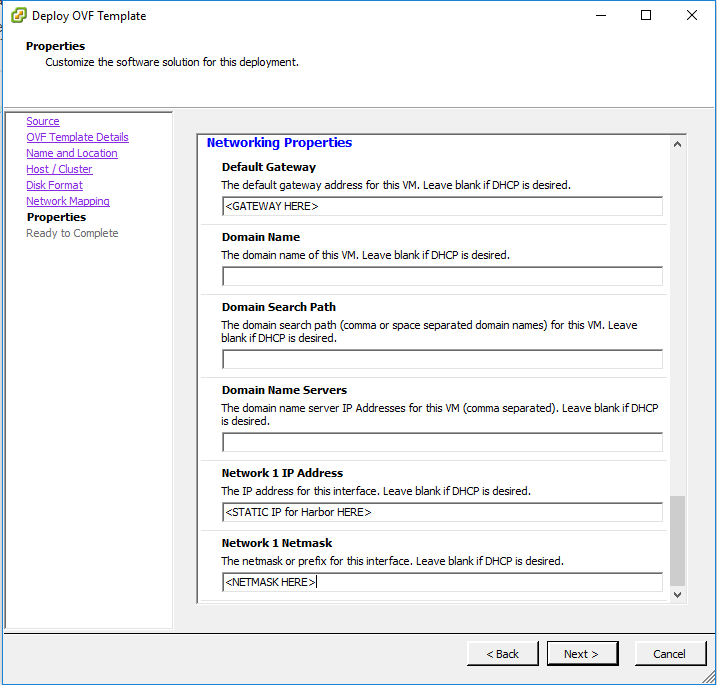 Deploy OVF Template
Properties
Customize the software solution for this deployment.
Source
OVF Template Details
Name and Location
Host / Cluster
Disk Format
Network Mapping
Properties
Ready to Complete
Networking Properties
Default Gateway
The default gateway address for this VM. Leave blank if DHCP is desired.
<GATEWAY HERE>
Domain Name
The domain name of this VM. Leave blank if DHCP is desired.
Domain Search Path
The domain search path (comma or space separated domain names) for this VM. Leave
blank if DHCP is desired.
Domain Name Servers
The domain name server IP Addresses for this VM (comma separated). Leave blank if DHCP
is desired.
Network 1 IP Address
The IP address for this interface. Leave blank if DHCP is desired.
<STATIC IP for Harbor HERE>
Network 1 Netmask
The netmask or prefix for this interface. Leave blank if DHCP is desired.
<NETMASK HERE>
< Back
Next >
Cancel